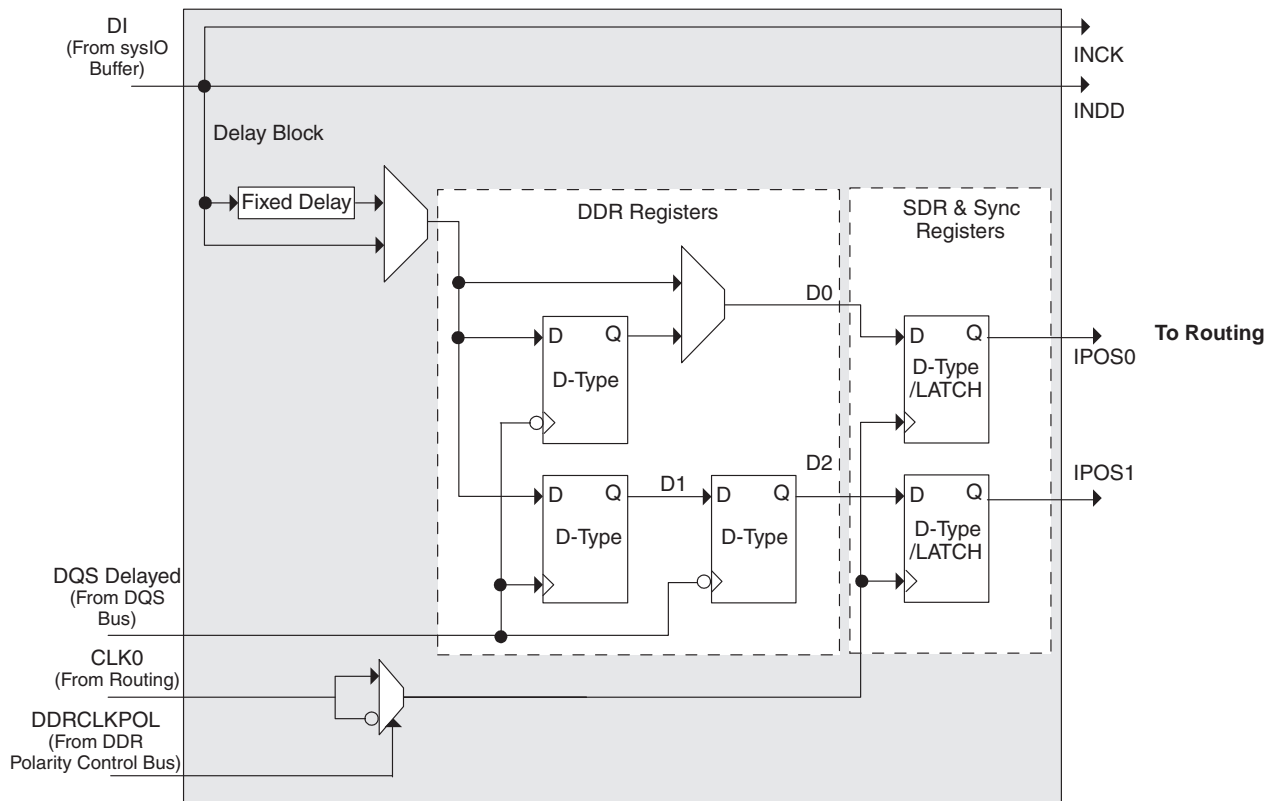 DI
(From sysIO
Buffer)
INCK
INDD
Delay Block
Fixed Delay
DDR Registers
SDR & Sync
Registers
D0
D Q
D-Type
D Q
D-Type
/LATCH
IPOS0
To Routing
D Q
D-Type
D1
D Q
D-Type
D2
D Q
D-Type
/LATCH
IPOS1
DQS Delayed
(From DQS
Bus)
CLK0
(From Routing)
DDRCLKPOL
(From DDR
Polarity Control Bus)